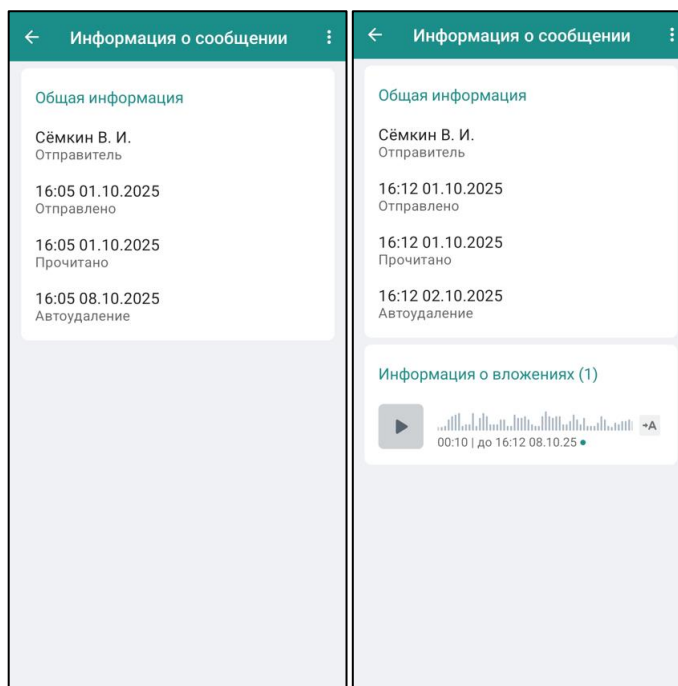 Информация о сообщении
Общая информация
Сёмкин В. И.
Отправитель
16:05 01.10.2025
Отправлено
16:05 01.10.2025
Прочитано
16:05 08.10.2025
Автоудаление
Информация о сообщении
Общая информация
Сёмкин В. И.
Отправитель
16:12 01.10.2025
Отправлено
16:12 01.10.2025
Прочитано
16:12 02.10.2025
Автоудаление
Информация о вложениях (1)
00:10 | до 16:12 08.10.25
→A